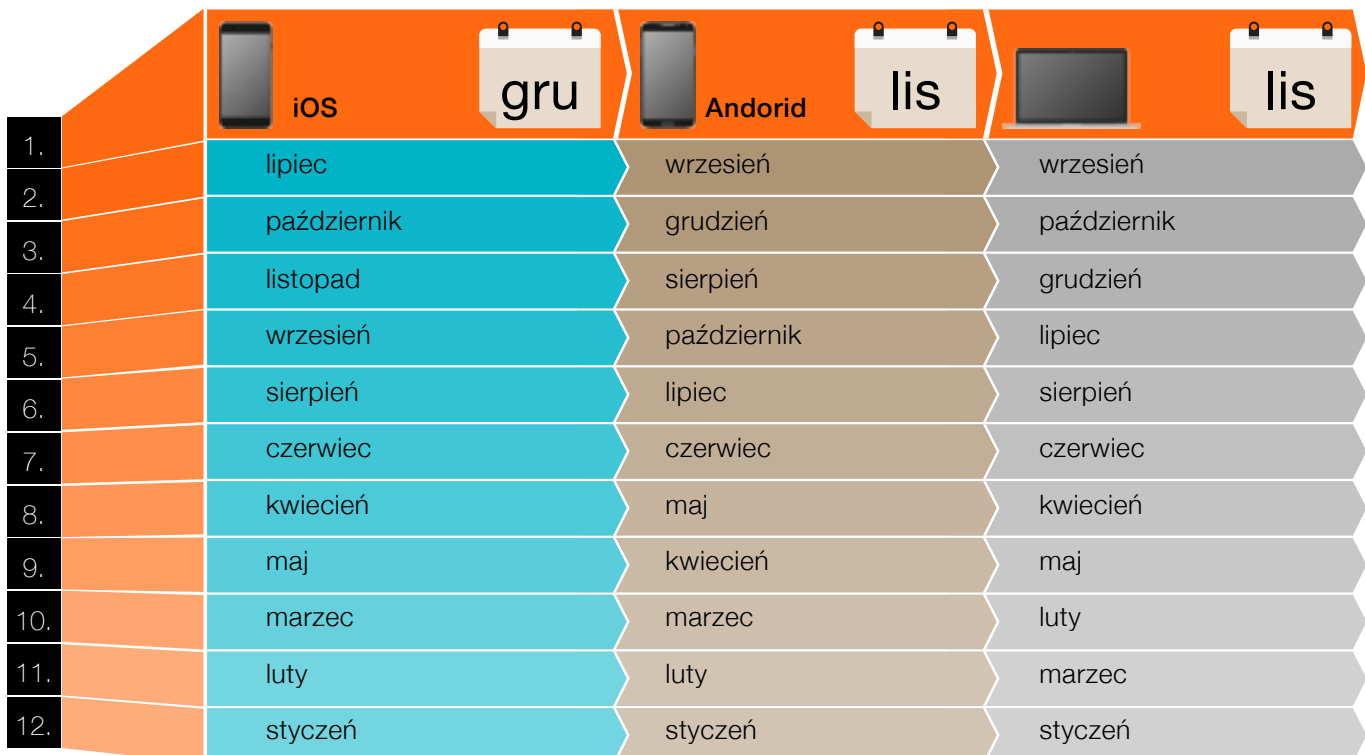 gru
lis
lis
iOS
Andorid
1.
lipiec wrzesień wrzesień
2.
październik grudzień październik
3.
listopad sierpień grudzień
4.
wrzesień październik lipiec
5.
sierpień lipiec sierpień
6.
czerwiec czerwiec czerwiec
7.
kwiecień maj kwiecień
8.
maj kwiecień maj
9.
marzec marzec luty
10.
luty luty marzec
11.
styczeń styczeń styczeń
12.